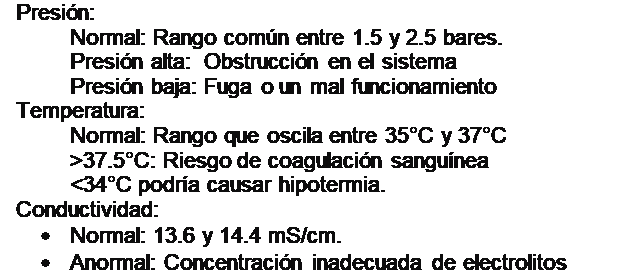 Presión:
Normal: Rango común entre 1.5 y 2.5 bares.
Presión alta: Obstrucción en el sistema
Presión baja: Fuga o un mal funcionamiento
Temperatura:
Normal: Rango que oscila entre 35°C y 37°C
>37.5°C: Riesgo de coagulación sanguínea
<34°C podría causar hipotermia.
Conductividad:
• Normal: 13.6 y 14.4 mS/cm.
• Anormal: Concentración inadecuada de electrolitos